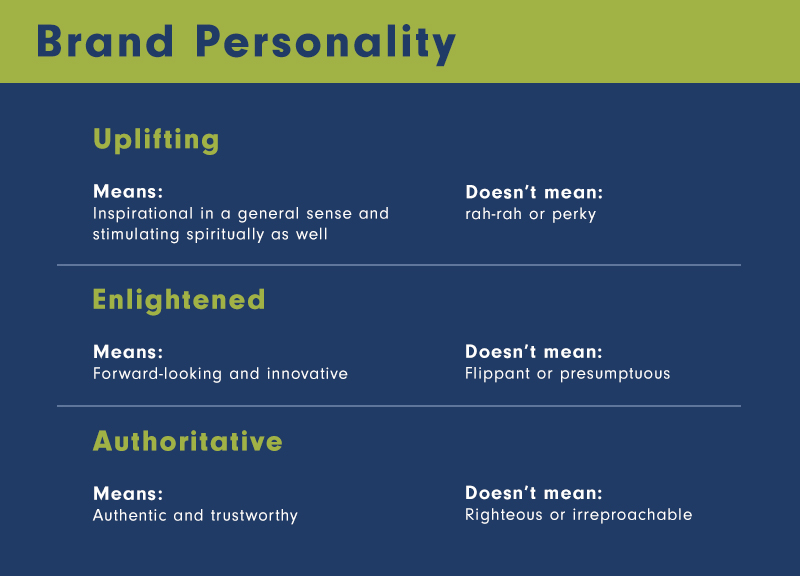 Brand Personality
Uplifting
Means:
Inspirational in a general sense and
stimulating spiritually as well
Doesn't mean:
rah-rah or perky
Enlightened
Means:
Forward-looking and innovative
Doesn't mean:
Flippant or presumptuous
Authoritative
Means:
Authentic and trustworthy
Doesn't mean:
Righteous or irreproachable